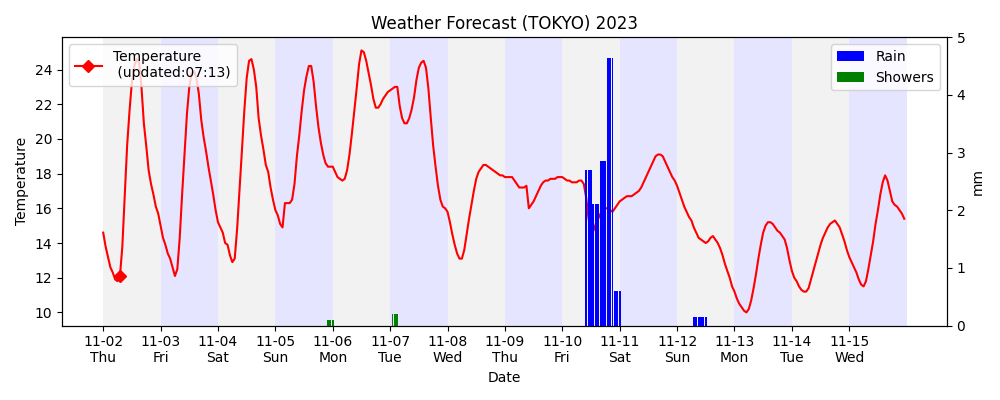 Weather Forecast (TOKYO) 2023
Temperature
(updated:07:13)
Rain
Showers
Temperature
24
22
20
18
16
14
12
10
5
4
3
2
1
0
mm
11-02 11-03 11-04 11-05 11-06 11-07 11-08 11-09 11-10 11-11 11-12 11-13 11-14 11-15
Thu Fri Sat Sun Mon Tue Wed Thu Fri Sat Sun Mon Tue Wed
Date